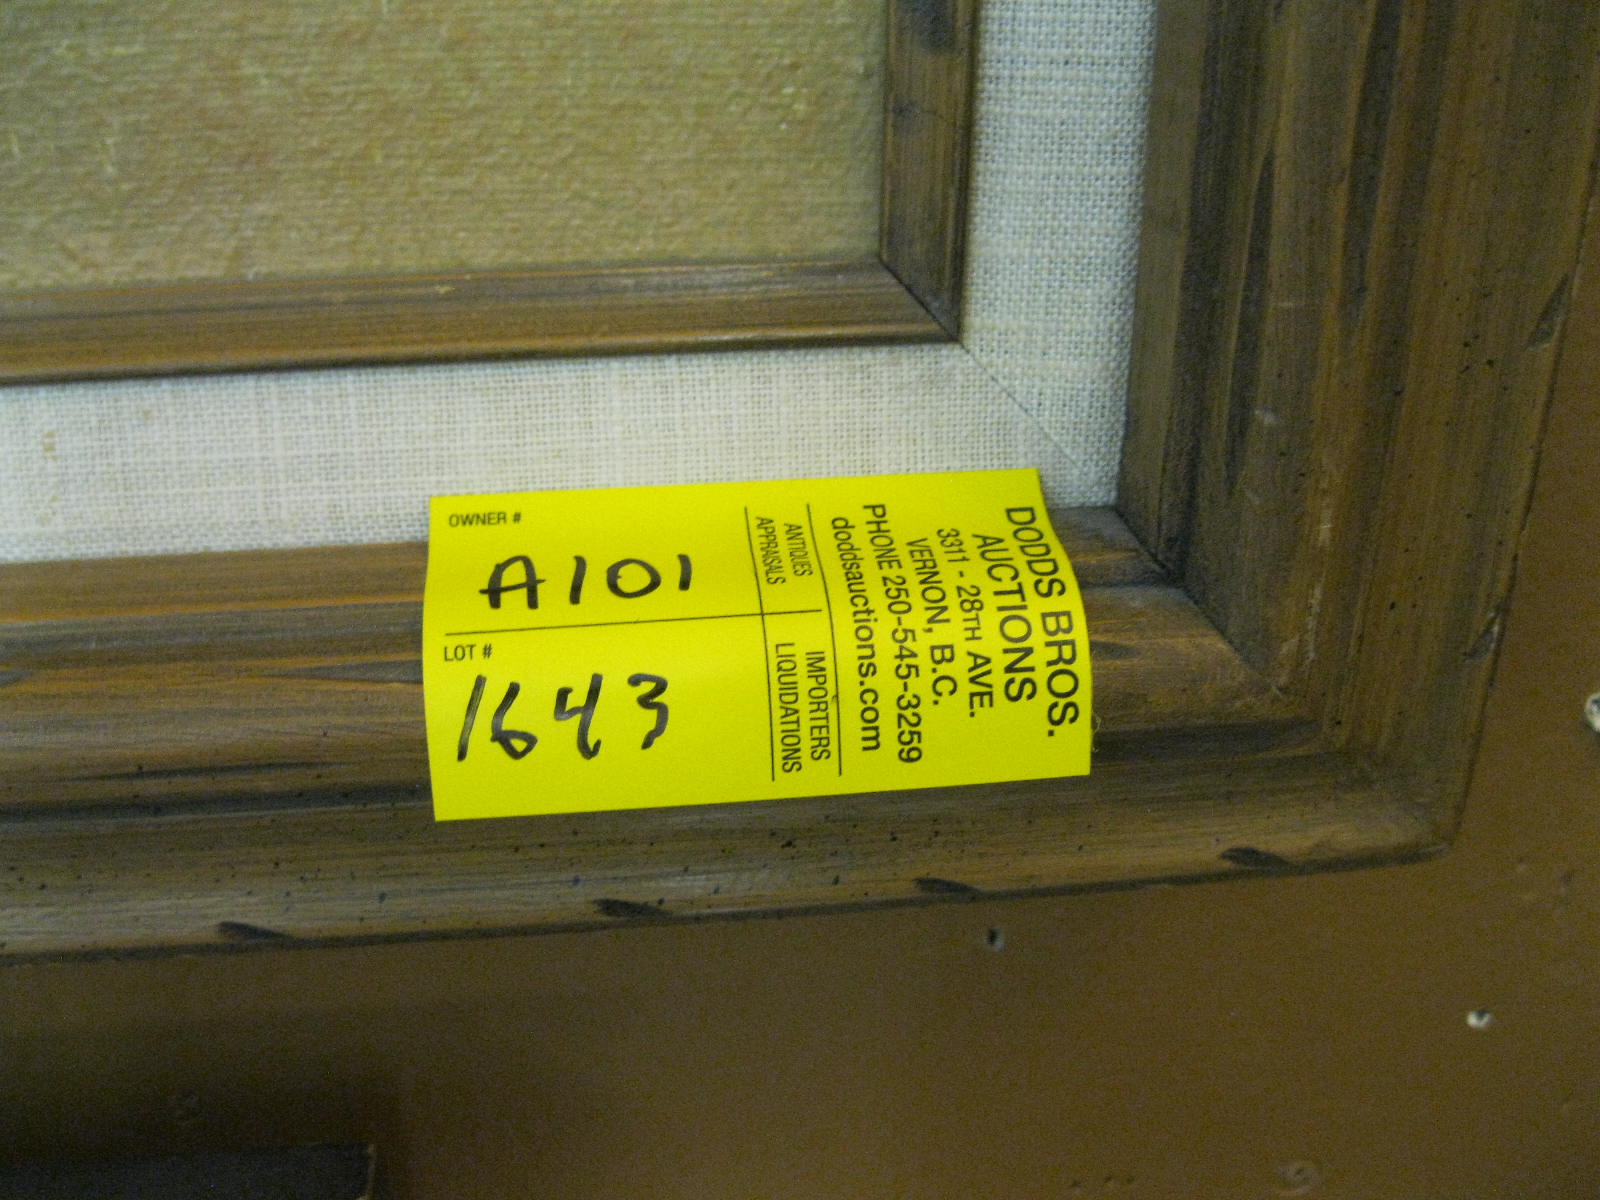 DODDS BROS.
AUCTIONS
3311 - 28TH AVE.
VERNON, B.C.
PHONE 250-545-3259
doddsauctions.com
ANTIQUES
APPRAISALS
IMPORTERS
LIQUIDATIONS
OWNER #
A101
LOT #
1643